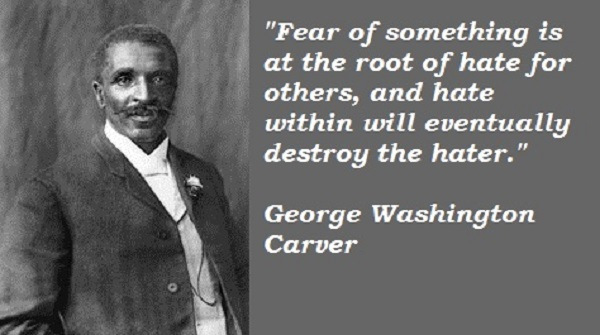 "Fear of something is
at the root of hate for
others, and hate
within will eventually
destroy the hater."
George Washington
Carver